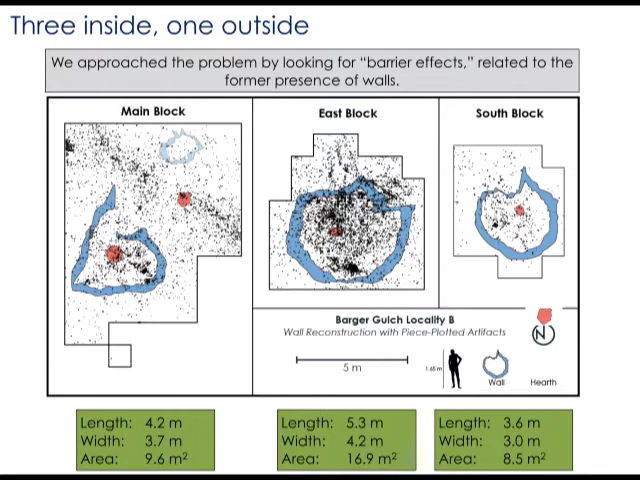 Three inside, one outside
We approached the problem by looking for “barrier effects,” related to the
former presence of walls.
Main Block
East Block
South Block
Barger Gulch Locality B
Wall Reconstruction with Piece-Plotted Artifacts
5 m
1.65 m
N
Wall
Hearth
Length: 4.2 m
Width: 3.7 m
Area: 9.6 m²
Length: 5.3 m
Width: 4.2 m
Area: 16.9 m²
Length: 3.6 m
Width: 3.0 m
Area: 8.5 m²